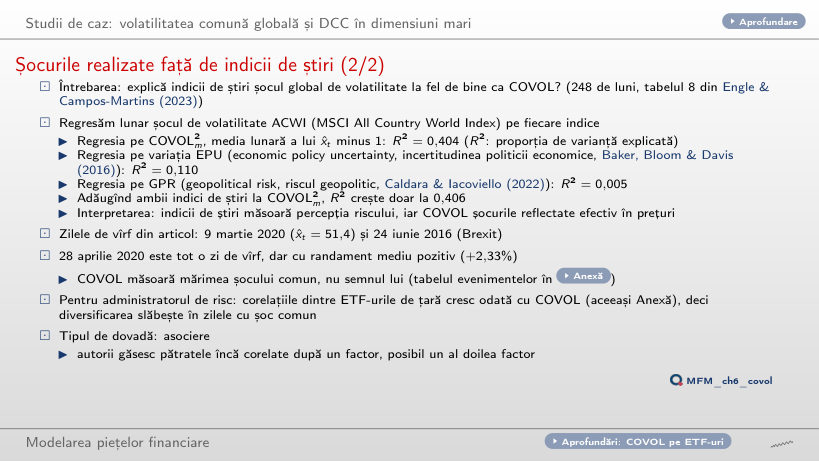 Studii de caz: volatilitatea comună globală și DCC în dimensiuni mari
Aprofundare
Șocurile realizate față de indicii de știri (2/2)
Întrebarea: explică indicii de știri șocul global de volatilitate la fel de bine ca COVOL? (248 de luni, tabelul 8 din Engle &
Campos-Martins (2023))
Regresăm lunar șocul de volatilitate ACWI (MSCI All Country World Index) pe fiecare indice
Regresia pe COVOL²ₘ, media lunară a lui x̂ₜ minus 1: R² = 0,404 (R²: proporția de varianță explicată)
Regresia pe variația EPU (economic policy uncertainty, incertitudinea politicii economice, Baker, Bloom & Davis
(2016)): R² = 0,110
Regresia pe GPR (geopolitical risk, riscul geopolitic, Caldara & Iacoviello (2022)): R² = 0,005
Adăugînd ambii indici de știri la COVOL²ₘ, R² crește doar la 0,406
Interpretarea: indicii de știri măsoară percepția riscului, iar COVOL șocurile reflectate efectiv în prețuri
Zilele de vîrf din articol: 9 martie 2020 (x̂ₜ = 51,4) și 24 iunie 2016 (Brexit)
28 aprilie 2020 este tot o zi de vîrf, dar cu randament mediu pozitiv (+2,33%)
COVOL măsoară mărimea șocului comun, nu semnul lui (tabelul evenimentelor în Anexă)
Pentru administratorul de risc: corelațiile dintre ETF-urile de țară cresc odată cu COVOL (aceeași Anexă), deci
diversificarea slăbește în zilele cu șoc comun
Tipul de dovadă: asociere
autorii găsesc pătratele încă corelate după un factor, posibil un al doilea factor
MFM_ch6_covol
Modelarea piețelor financiare
Aprofundări: COVOL pe ETF-uri